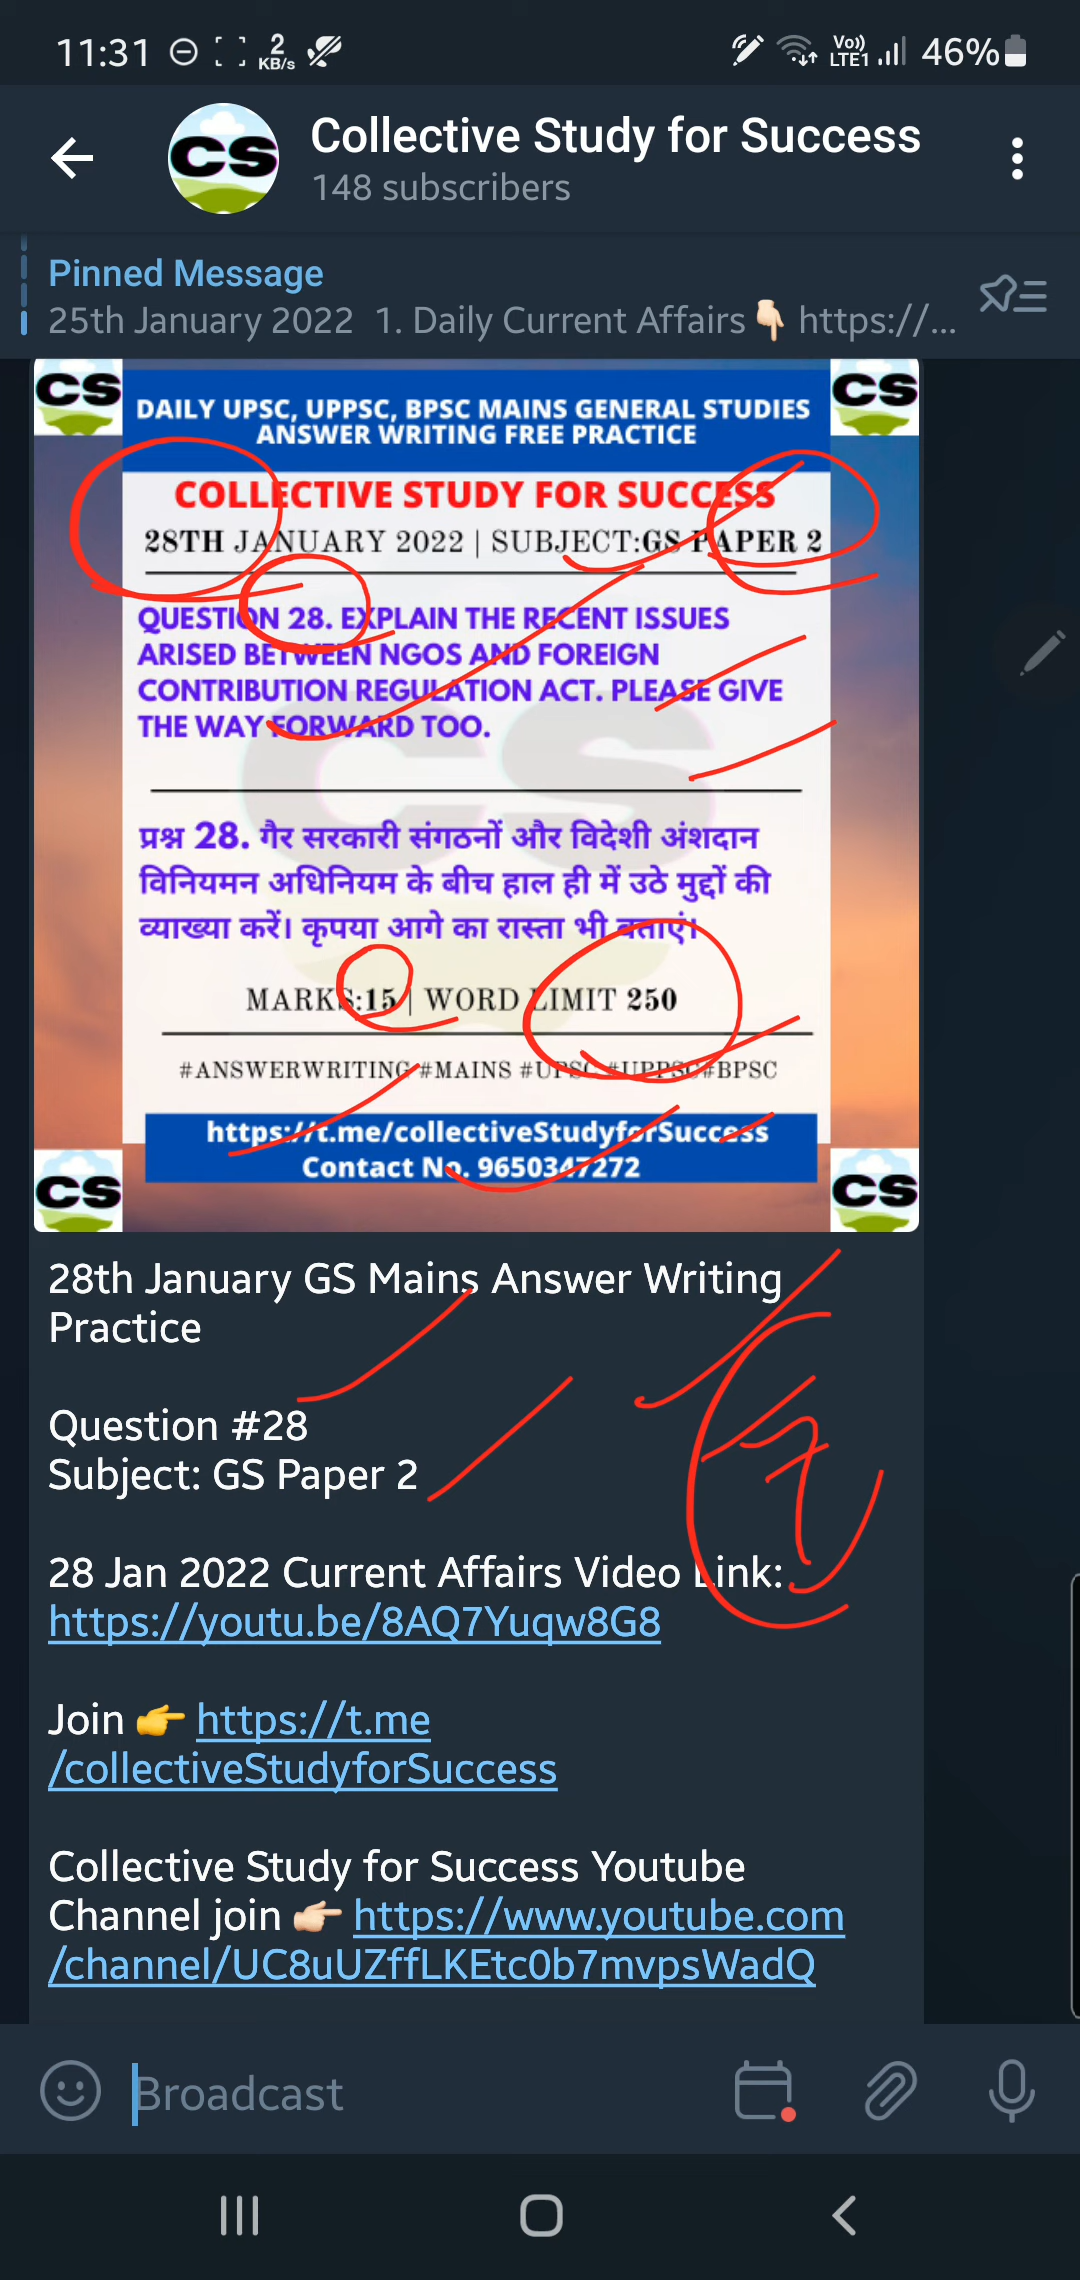 11:31 2 KB/s Vo)) LTE1 46%
Collective Study for Success
148 subscribers
Pinned Message
25th January 2022 1. Daily Current Affairs👇🏻 https://...
CS CS
DAILY UPSC, UPPSC, BPSC MAINS GENERAL STUDIES
ANSWER WRITING FREE PRACTICE
COLLECTIVE STUDY FOR SUCCESS
28TH JANUARY 2022 | SUBJECT:GS PAPER 2
QUESTION 28. EXPLAIN THE RECENT ISSUES
ARISED BETWEEN NGOS AND FOREIGN
CONTRIBUTION REGULATION ACT. PLEASE GIVE
THE WAY FORWARD TOO.
प्रश्न 28. गैर सरकारी संगठनों और विदेशी अंशदान
विनियमन अधिनियम के बीच हाल ही में उठे मुद्दों की
व्याख्या करें। कृपया आगे का रास्ता भी बताएं।
MARKS:15 | WORD LIMIT 250
#ANSWERWRITING #MAINS #UPSC #UPPSC #BPSC
https://t.me/collectiveStudyforSuccess
Contact No. 9650347272
CS CS
28th January GS Mains Answer Writing
Practice
Question #28
Subject: GS Paper 2
28 Jan 2022 Current Affairs Video Link:
https://youtu.be/8AQ7Yuqw8G8
Join 👉 https://t.me
/collectiveStudyforSuccess
Collective Study for Success Youtube
Channel join 👉🏻 https://www.youtube.com
/channel/UC8uUZffLKEtc0b7mvpsWadQ
Broadcast